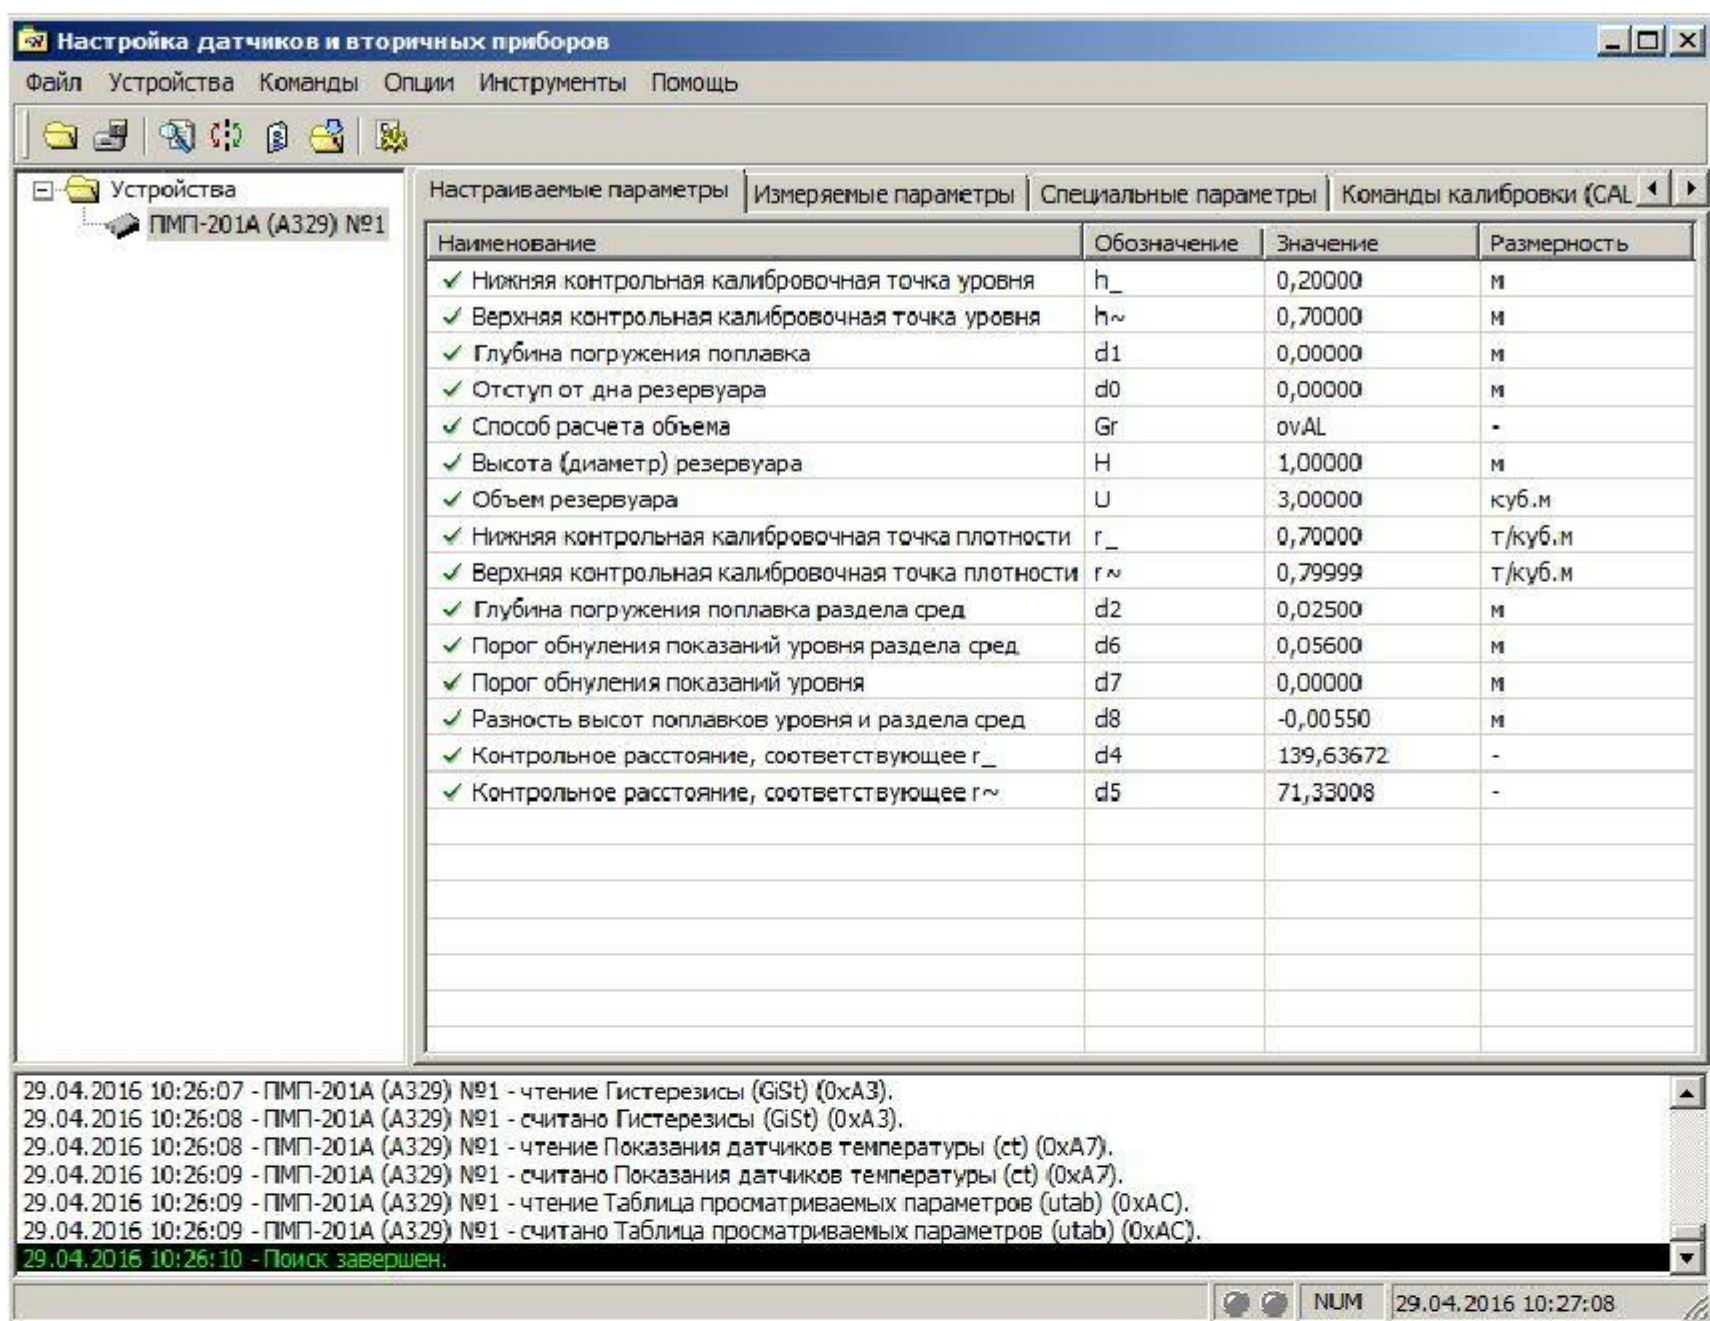 Настройка датчиков и вторичных приборов
Файл Устройства Команды Опции Инструменты Помощь
Устройства
ПМП-201А (А329) №1
Настраиваемые параметры Измеряемые параметры Специальные параметры Команды калибровки (CAL
Наименование Обозначение Значение Размерность
Нижняя контрольная калибровочная точка уровня h_ 0,20000 м
Верхняя контрольная калибровочная точка уровня h~ 0,70000 м
Глубина погружения поплавка d1 0,00000 м
Отступ от дна резервуара d0 0,00000 м
Способ расчета объема Gr ovAL -
Высота (диаметр) резервуара H 1,00000 м
Объем резервуара U 3,00000 куб.м
Нижняя контрольная калибровочная точка плотности r_ 0,70000 т/куб.м
Верхняя контрольная калибровочная точка плотности r~ 0,79999 т/куб.м
Глубина погружения поплавка раздела сред d2 0,02500 м
Порог обнуления показаний уровня раздела сред d6 0,05600 м
Порог обнуления показаний уровня d7 0,00000 м
Разность высот поплавков уровня и раздела сред d8 -0,00550 м
Контрольное расстояние, соответствующее r_ d4 139,63672 -
Контрольное расстояние, соответствующее r~ d5 71,33008 -
29.04.2016 10:26:07 - ПМП-201А (А329) №1 - чтение Гистерезисы (GiSt) (0xA3).
29.04.2016 10:26:08 - ПМП-201А (А329) №1 - считано Гистерезисы (GiSt) (0xA3).
29.04.2016 10:26:08 - ПМП-201А (А329) №1 - чтение Показания датчиков температуры (ct) (0xA7).
29.04.2016 10:26:09 - ПМП-201А (А329) №1 - считано Показания датчиков температуры (ct) (0xA7).
29.04.2016 10:26:09 - ПМП-201А (А329) №1 - чтение Таблица просматриваемых параметров (utab) (0xAC).
29.04.2016 10:26:09 - ПМП-201А (А329) №1 - считано Таблица просматриваемых параметров (utab) (0xAC).
29.04.2016 10:26:10 - Поиск завершен.
NUM 29.04.2016 10:27:08